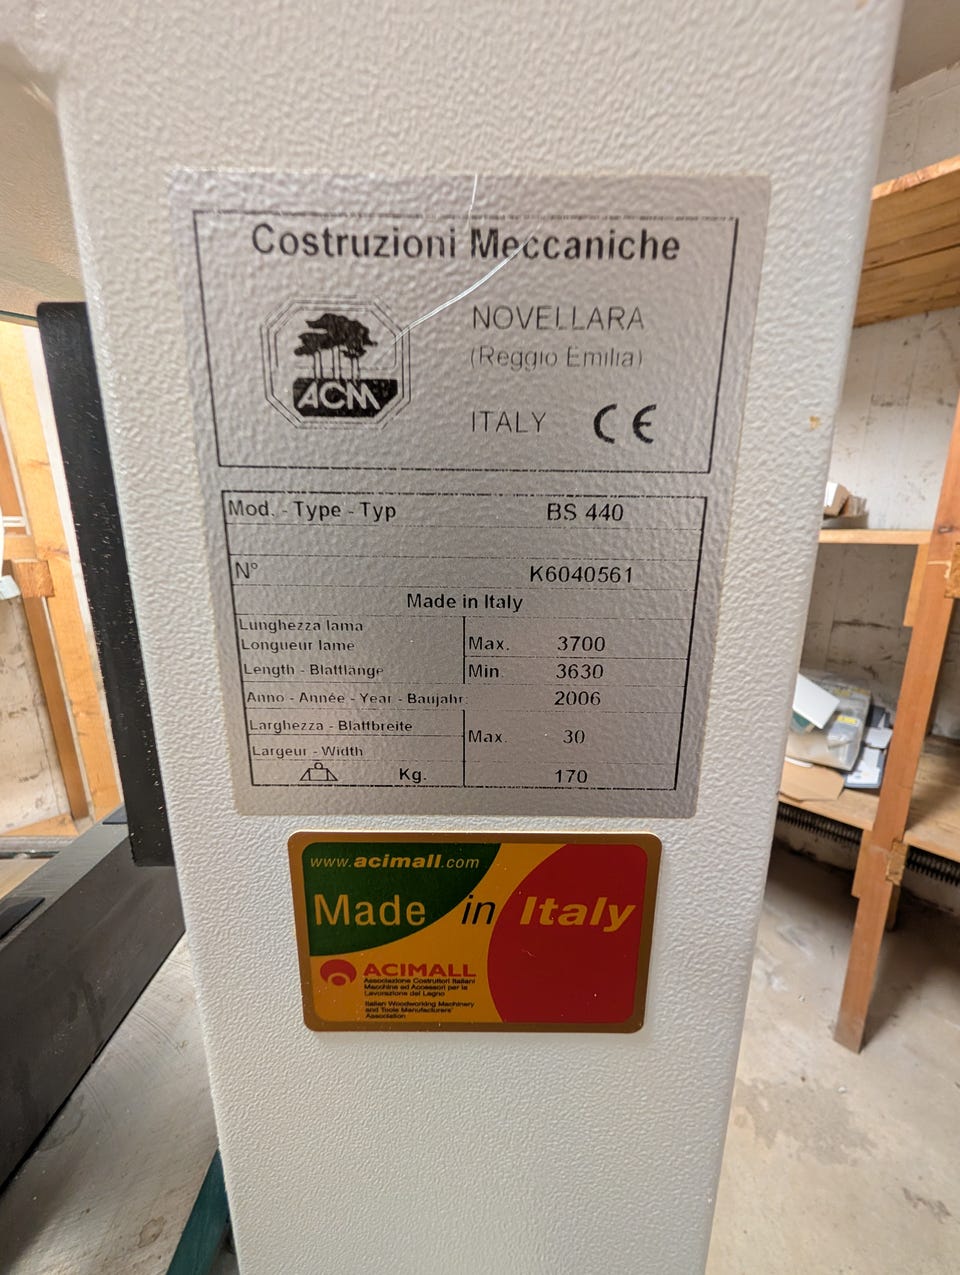 Costruzioni Meccaniche
ACM
NOVELLARA
(Reggio Emilia)
ITALY CE
Mod. - Type - Typ BS 440
N° K6040561
Made in Italy
Lunghezza lama
Longueur lame Max. 3700
Length - Blattlänge Min. 3630
Anno - Année - Year - Baujahr: 2006
Larghezza - Blattbreite
Largeur - Width Max. 30
Kg. 170
www.acimall.com
Made in Italy
ACIMALL
Associazione Costruttori Italiani
Macchine ed Accessori per la
Lavorazione del Legno
Italian Woodworking Machinery
and Tools Manufacturers'
Association